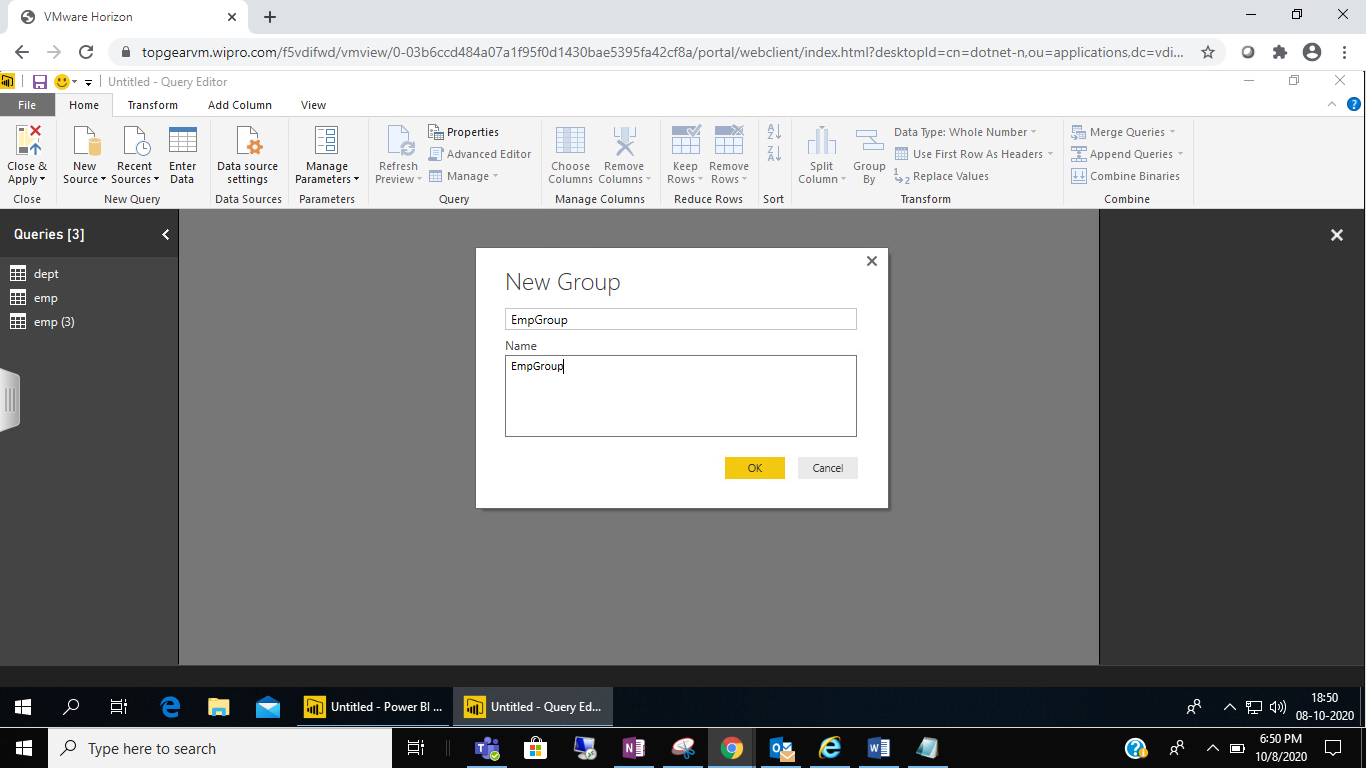 VMware Horizon
topgearvm.wipro.com/f5vdifwd/vmview/0-03b6ccd484a07a1f95f0d1430bae5395fa42cf8a/portal/webclient/index.html?desktopId=cn=dotnet-n,ou=applications,dc=vdi...
Untitled - Query Editor
File Home Transform Add Column View
Close & Apply
New Source
Recent Sources
Enter Data
Data source settings
Manage Parameters
Refresh Preview
Properties
Advanced Editor
Manage
Choose Columns
Remove Columns
Keep Rows
Remove Rows
Split Column
Group By
Data Type: Whole Number
Use First Row As Headers
Replace Values
Merge Queries
Append Queries
Combine Binaries
Close New Query Data Sources Parameters Query Manage Columns Reduce Rows Sort Transform Combine
Queries [3]
dept
emp
emp (3)
New Group
EmpGroup
Name
EmpGroup
OK Cancel
Untitled - Power BI ...
Untitled - Query Ed...
18:50
08-10-2020
Type here to search
6:50 PM
10/8/2020